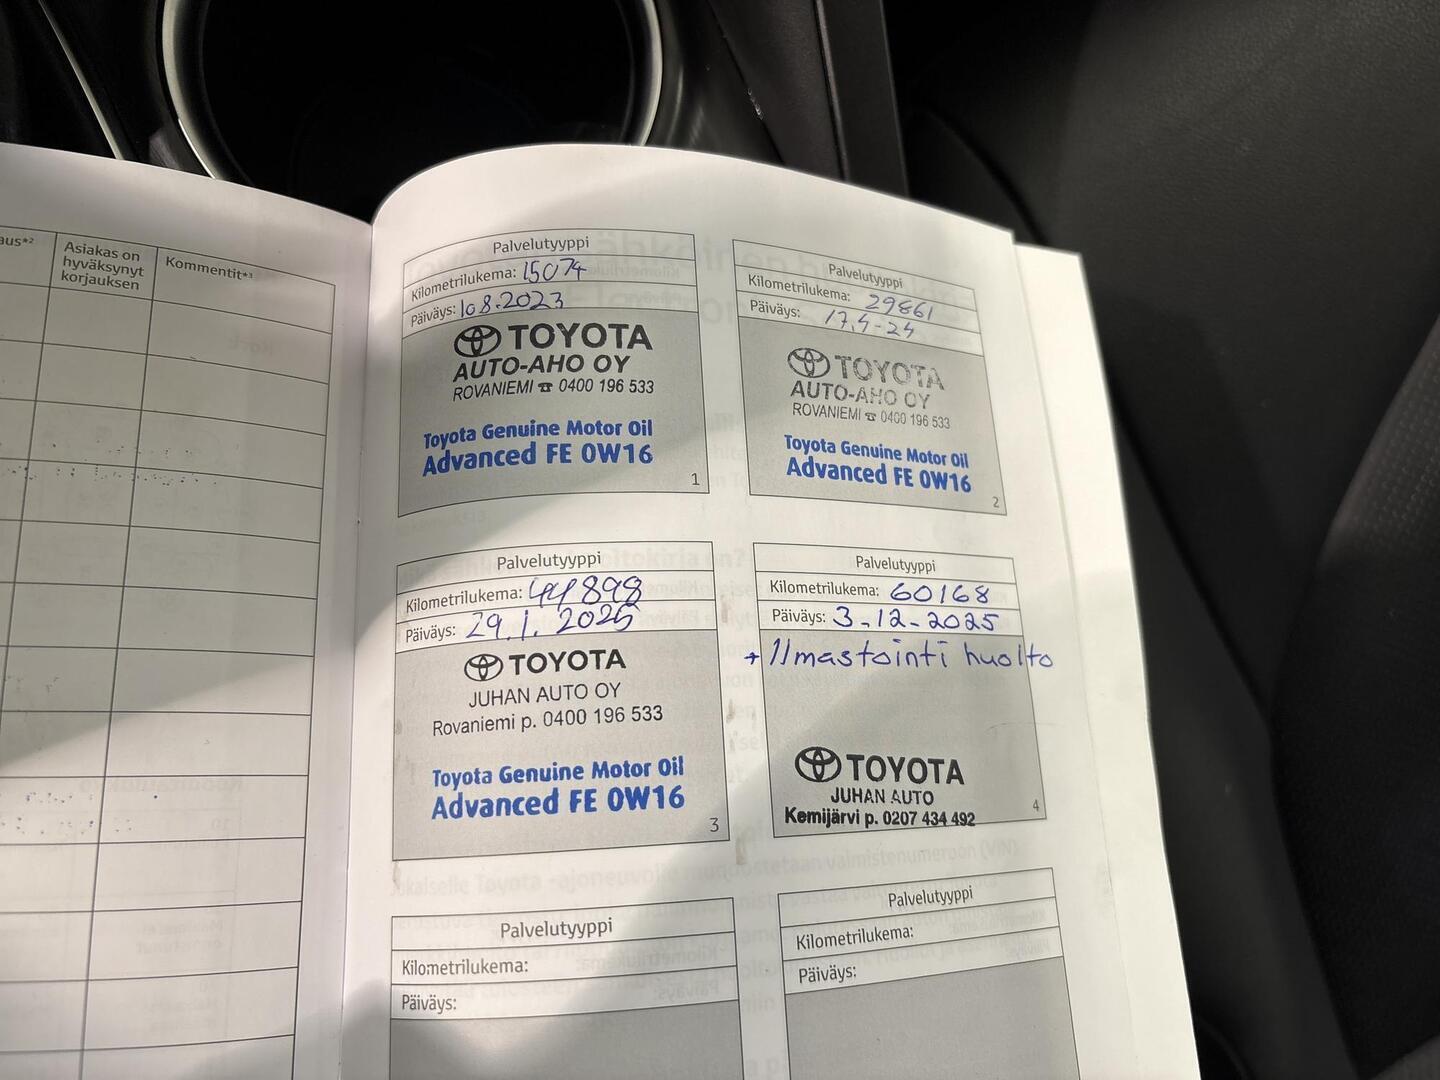 aus*²
Asiakas on
hyväksynyt
korjauksen
Kommentit*³
Palvelutyyppi
Kilometrilukema: 15074
Päiväys: 10.8.2023
TOYOTA
AUTO-AHO OY
ROVANIEMI ☎ 0400 196 533
Toyota Genuine Motor Oil
Advanced FE 0W16
1
Palvelutyyppi
Kilometrilukema: 29861
Päiväys: 17.4-24
TOYOTA
AUTO-AHO OY
ROVANIEMI ☎ 0400 196 533
Toyota Genuine Motor Oil
Advanced FE 0W16
2
Palvelutyyppi
Kilometrilukema: 44898
Päiväys: 29.1.2025
TOYOTA
JUHAN AUTO OY
Rovaniemi p. 0400 196 533
Toyota Genuine Motor Oil
Advanced FE 0W16
3
Palvelutyyppi
Kilometrilukema: 60168
Päiväys: 3-12-2025
+ Ilmastointi huolto
TOYOTA
JUHAN AUTO
Kemijärvi p. 0207 434 492
4
Palvelutyyppi
Kilometrilukema:
Päiväys:
Palvelutyyppi
Kilometrilukema:
Päiväys: